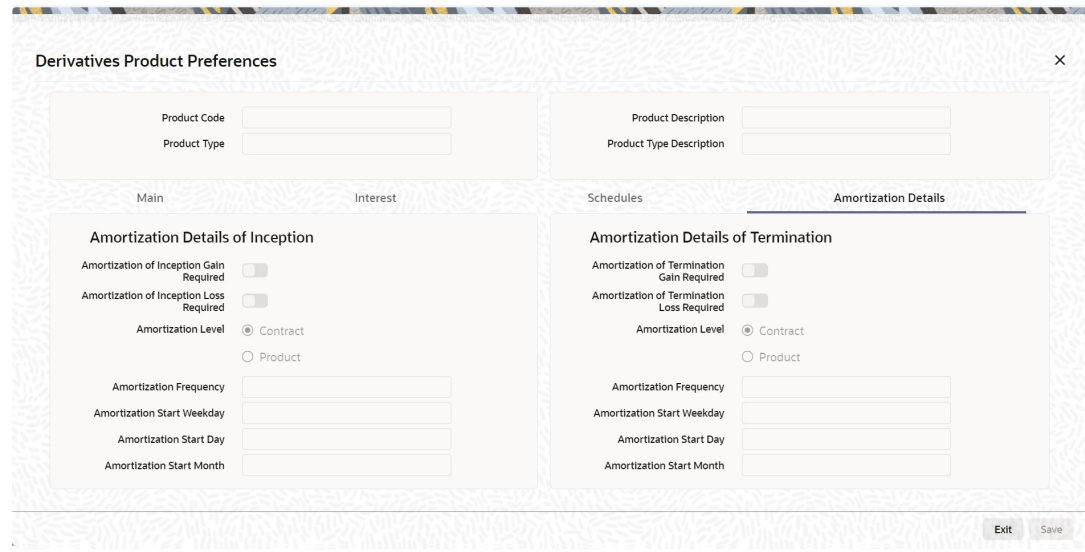 Derivatives Product Preferences
Product Code
Product Type
Product Description
Product Type Description
Main
Interest
Schedules
Amortization Details
Amortization Details of Inception
Amortization of Inception Gain
Required
Amortization of Inception Loss
Required
Amortization Level
Contract
Product
Amortization Frequency
Amortization Start Weekday
Amortization Start Day
Amortization Start Month
Amortization Details of Termination
Amortization of Termination
Gain Required
Amortization of Termination
Loss Required
Amortization Level
Contract
Product
Amortization Frequency
Amortization Start Weekday
Amortization Start Day
Amortization Start Month
Exit
Save